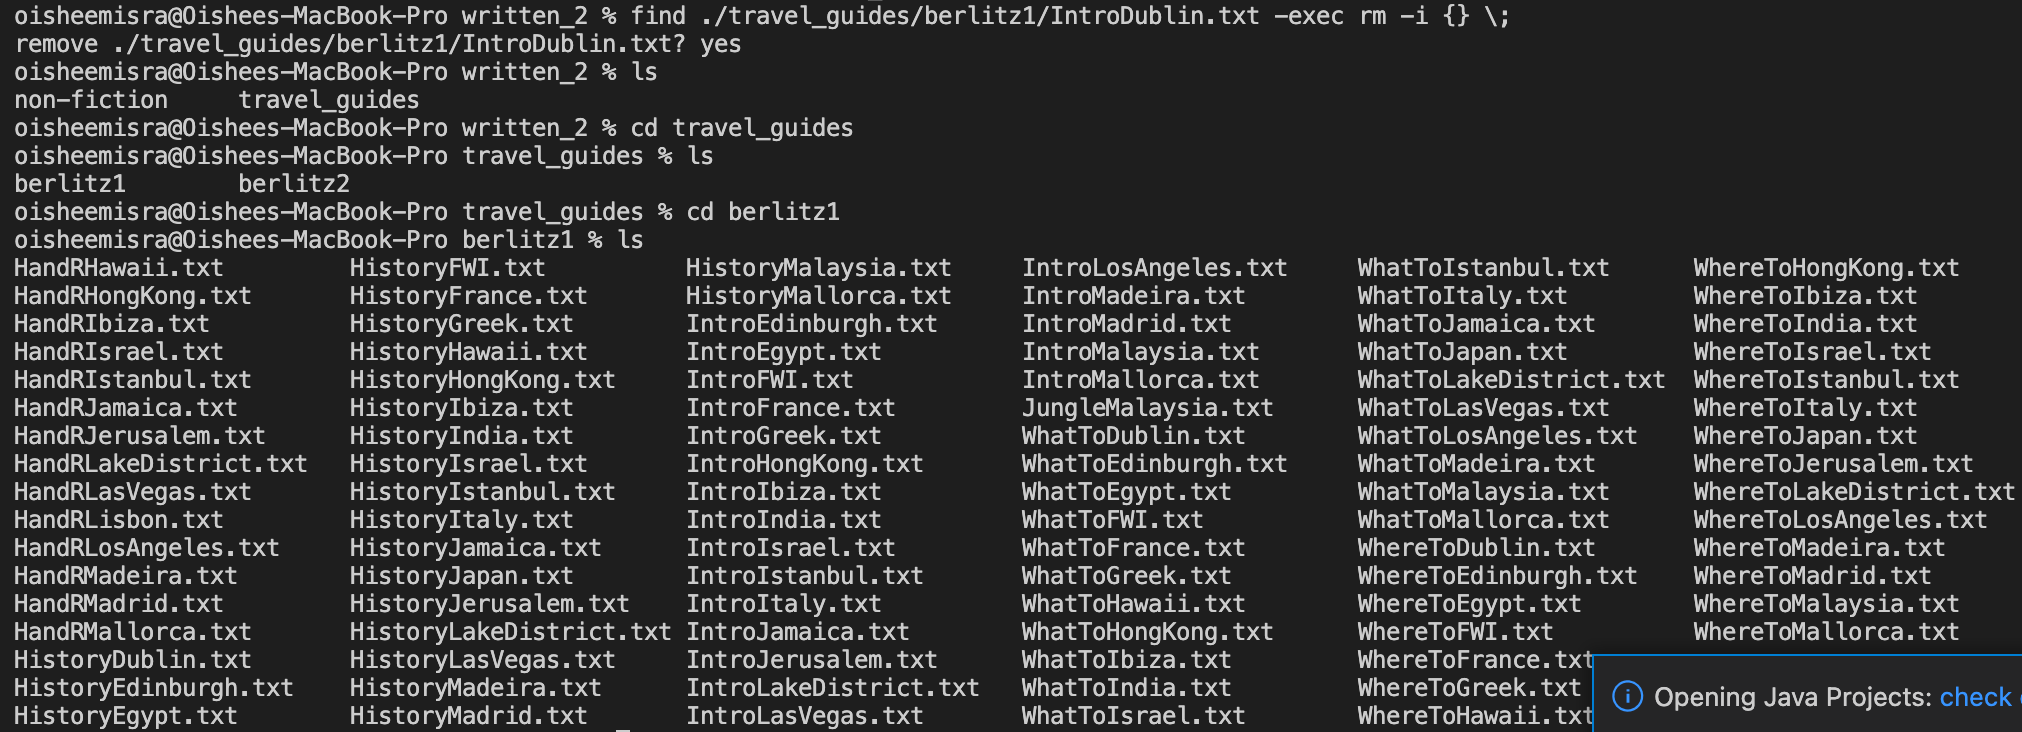 oisheemisra@Oishees-MacBook-Pro written_2 % find ./travel_guides/berlitz1/IntroDublin.txt -exec rm -i {} \;
remove ./travel_guides/berlitz1/IntroDublin.txt? yes
oisheemisra@Oishees-MacBook-Pro written_2 % ls
non-fiction     travel_guides
oisheemisra@Oishees-MacBook-Pro written_2 % cd travel_guides
oisheemisra@Oishees-MacBook-Pro travel_guides % ls
berlitz1        berlitz2
oisheemisra@Oishees-MacBook-Pro travel_guides % cd berlitz1
oisheemisra@Oishees-MacBook-Pro berlitz1 % ls
HandRHawaii.txt         HistoryFWI.txt          HistoryMalaysia.txt     IntroLosAngeles.txt     WhatToIstanbul.txt      WhereToHongKong.txt
HandRHongKong.txt       HistoryFrance.txt       HistoryMallorca.txt     IntroMadeira.txt        WhatToItaly.txt         WhereToIbiza.txt
HandRIbiza.txt          HistoryGreek.txt        IntroEdinburgh.txt      IntroMadrid.txt         WhatToJamaica.txt       WhereToIndia.txt
HandRIsrael.txt         HistoryHawaii.txt       IntroEgypt.txt          IntroMalaysia.txt       WhatToJapan.txt         WhereToIsrael.txt
HandRIstanbul.txt       HistoryHongKong.txt     IntroFWI.txt            IntroMallorca.txt       WhatToLakeDistrict.txt  WhereToIstanbul.txt
HandRJamaica.txt        HistoryIbiza.txt        IntroFrance.txt         JungleMalaysia.txt      WhatToLasVegas.txt      WhereToItaly.txt
HandRJerusalem.txt      HistoryIndia.txt        IntroGreek.txt          WhatToDublin.txt        WhatToLosAngeles.txt    WhereToJapan.txt
HandRLakeDistrict.txt   HistoryIsrael.txt       IntroHongKong.txt       WhatToEdinburgh.txt     WhatToMadeira.txt       WhereToJerusalem.txt
HandRLasVegas.txt       HistoryIstanbul.txt     IntroIbiza.txt          WhatToEgypt.txt         WhatToMalaysia.txt      WhereToLakeDistrict.txt
HandRLisbon.txt         HistoryItaly.txt        IntroIndia.txt          WhatToFWI.txt           WhatToMallorca.txt      WhereToLosAngeles.txt
HandRLosAngeles.txt     HistoryJamaica.txt      IntroIsrael.txt         WhatToFrance.txt        WhereToDublin.txt       WhereToMadeira.txt
HandRMadeira.txt        HistoryJapan.txt        IntroIstanbul.txt       WhatToGreek.txt         WhereToEdinburgh.txt    WhereToMadrid.txt
HandRMadrid.txt         HistoryJerusalem.txt    IntroItaly.txt          WhatToHawaii.txt        WhereToEgypt.txt        WhereToMalaysia.txt
HandRMallorca.txt       HistoryLakeDistrict.txt IntroJamaica.txt        WhatToHongKong.txt      WhereToFWI.txt          WhereToMallorca.txt
HistoryDublin.txt       HistoryLasVegas.txt     IntroJerusalem.txt      WhatToIbiza.txt         WhereToFrance.txt
HistoryEdinburgh.txt    HistoryMadeira.txt      IntroLakeDistrict.txt   WhatToIndia.txt         WhereToGreek.txt
HistoryEgypt.txt        HistoryMadrid.txt       IntroLasVegas.txt       WhatToIsrael.txt        WhereToHawaii.txt
Opening Java Projects: check